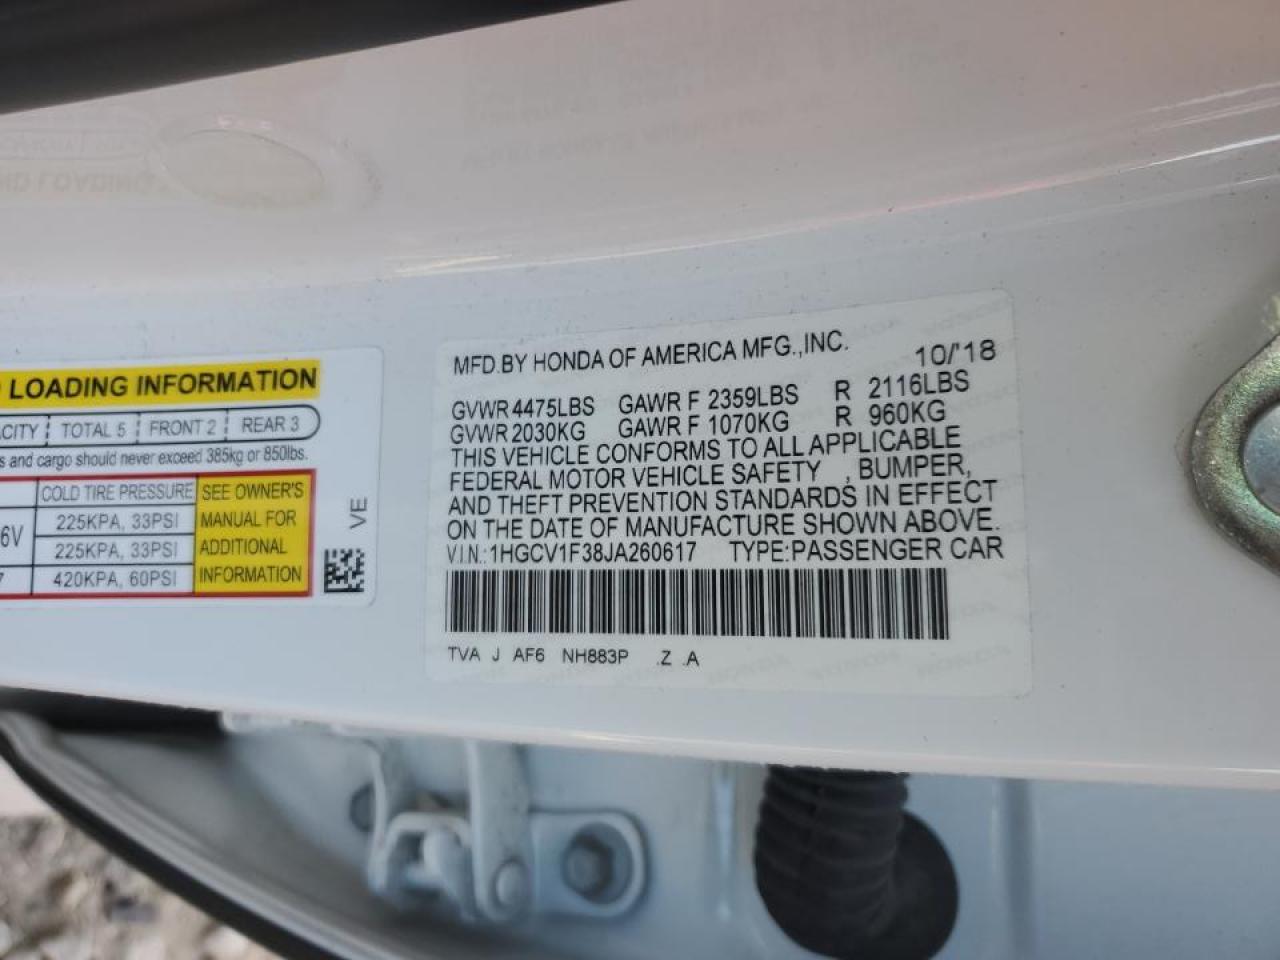 LOADING INFORMATION
ACITY TOTAL 5 FRONT 2 REAR 3
s and cargo should never exceed 385kg or 850lbs.
COLD TIRE PRESSURE SEE OWNER'S
225KPA, 33PSI MANUAL FOR
6V
225KPA, 33PSI ADDITIONAL
7 420KPA, 60PSI INFORMATION
VE
MFD.BY HONDA OF AMERICA MFG.,INC. 10/'18
GVWR 4475LBS GAWR F 2359LBS R 2116LBS
GVWR 2030KG GAWR F 1070KG R 960KG
THIS VEHICLE CONFORMS TO ALL APPLICABLE
FEDERAL MOTOR VEHICLE SAFETY , BUMPER,
AND THEFT PREVENTION STANDARDS IN EFFECT
ON THE DATE OF MANUFACTURE SHOWN ABOVE.
V.I.N.: 1HGCV1F38JA260617 TYPE:PASSENGER CAR
TVA J AF6 NH883P .Z .A